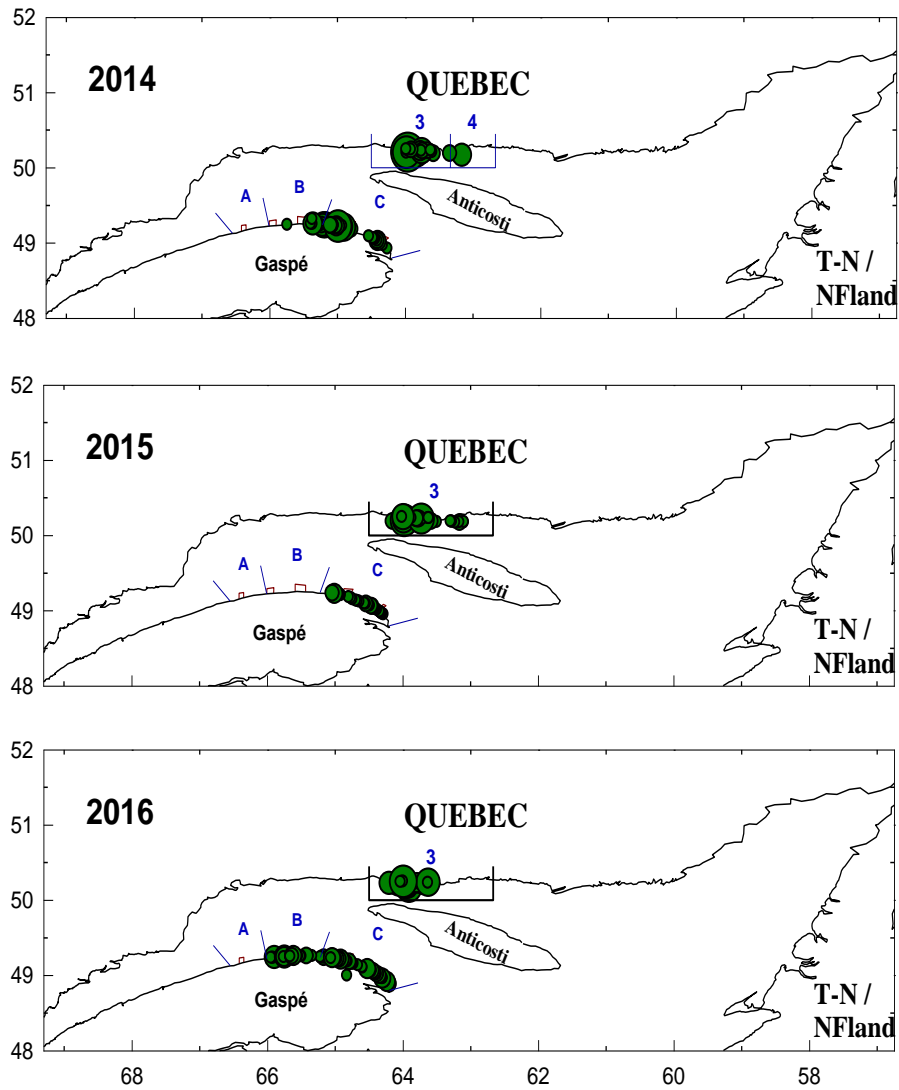 52
51
50
49
48
2014
QUEBEC
3 4
A
B
C
Anticosti
Gaspé
T-N /
NFland
52
51
50
49
48
2015
QUEBEC
3
A
B
C
Anticosti
Gaspé
T-N /
NFland
52
51
50
49
48
2016
QUEBEC
3
A
B
C
Anticosti
Gaspé
T-N /
NFland
68 66 64 62 60 58